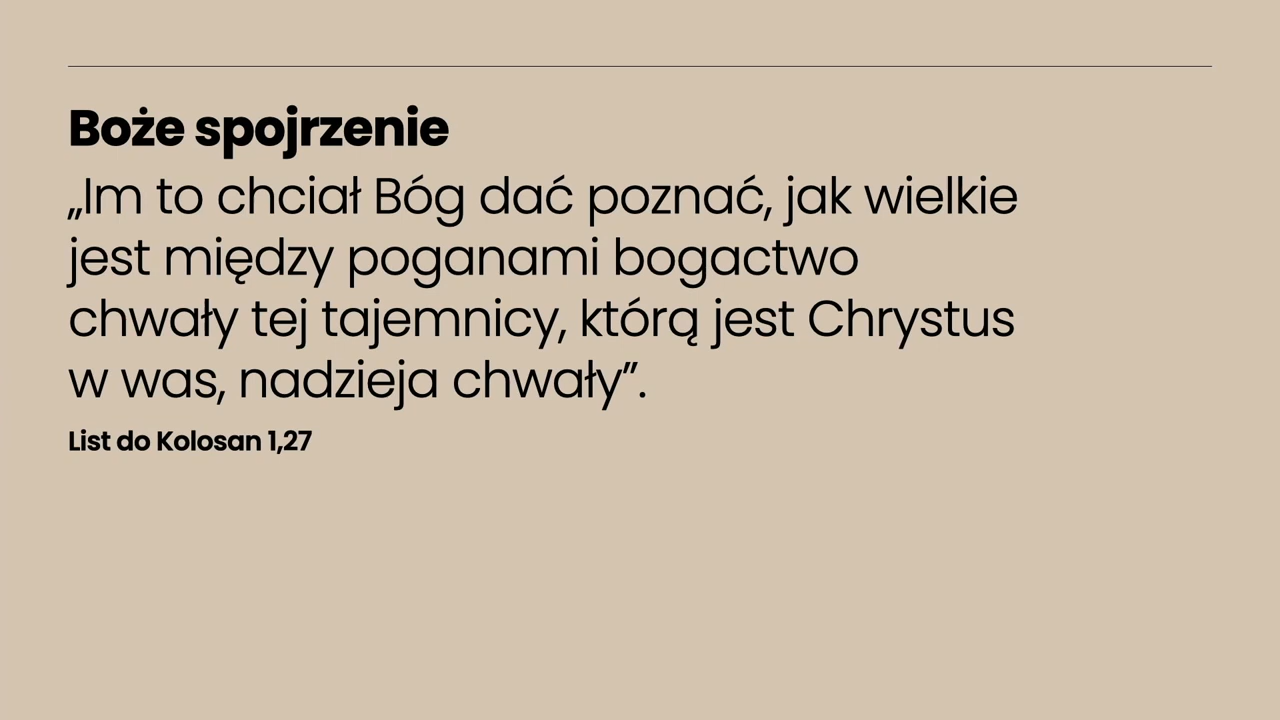 Boże spojrzenie
„Im to chciał Bóg dać poznać, jak wielkie
jest między poganami bogactwo
chwały tej tajemnicy, którą jest Chrystus
w was, nadzieja chwały”.
List do Kolosan 1,27